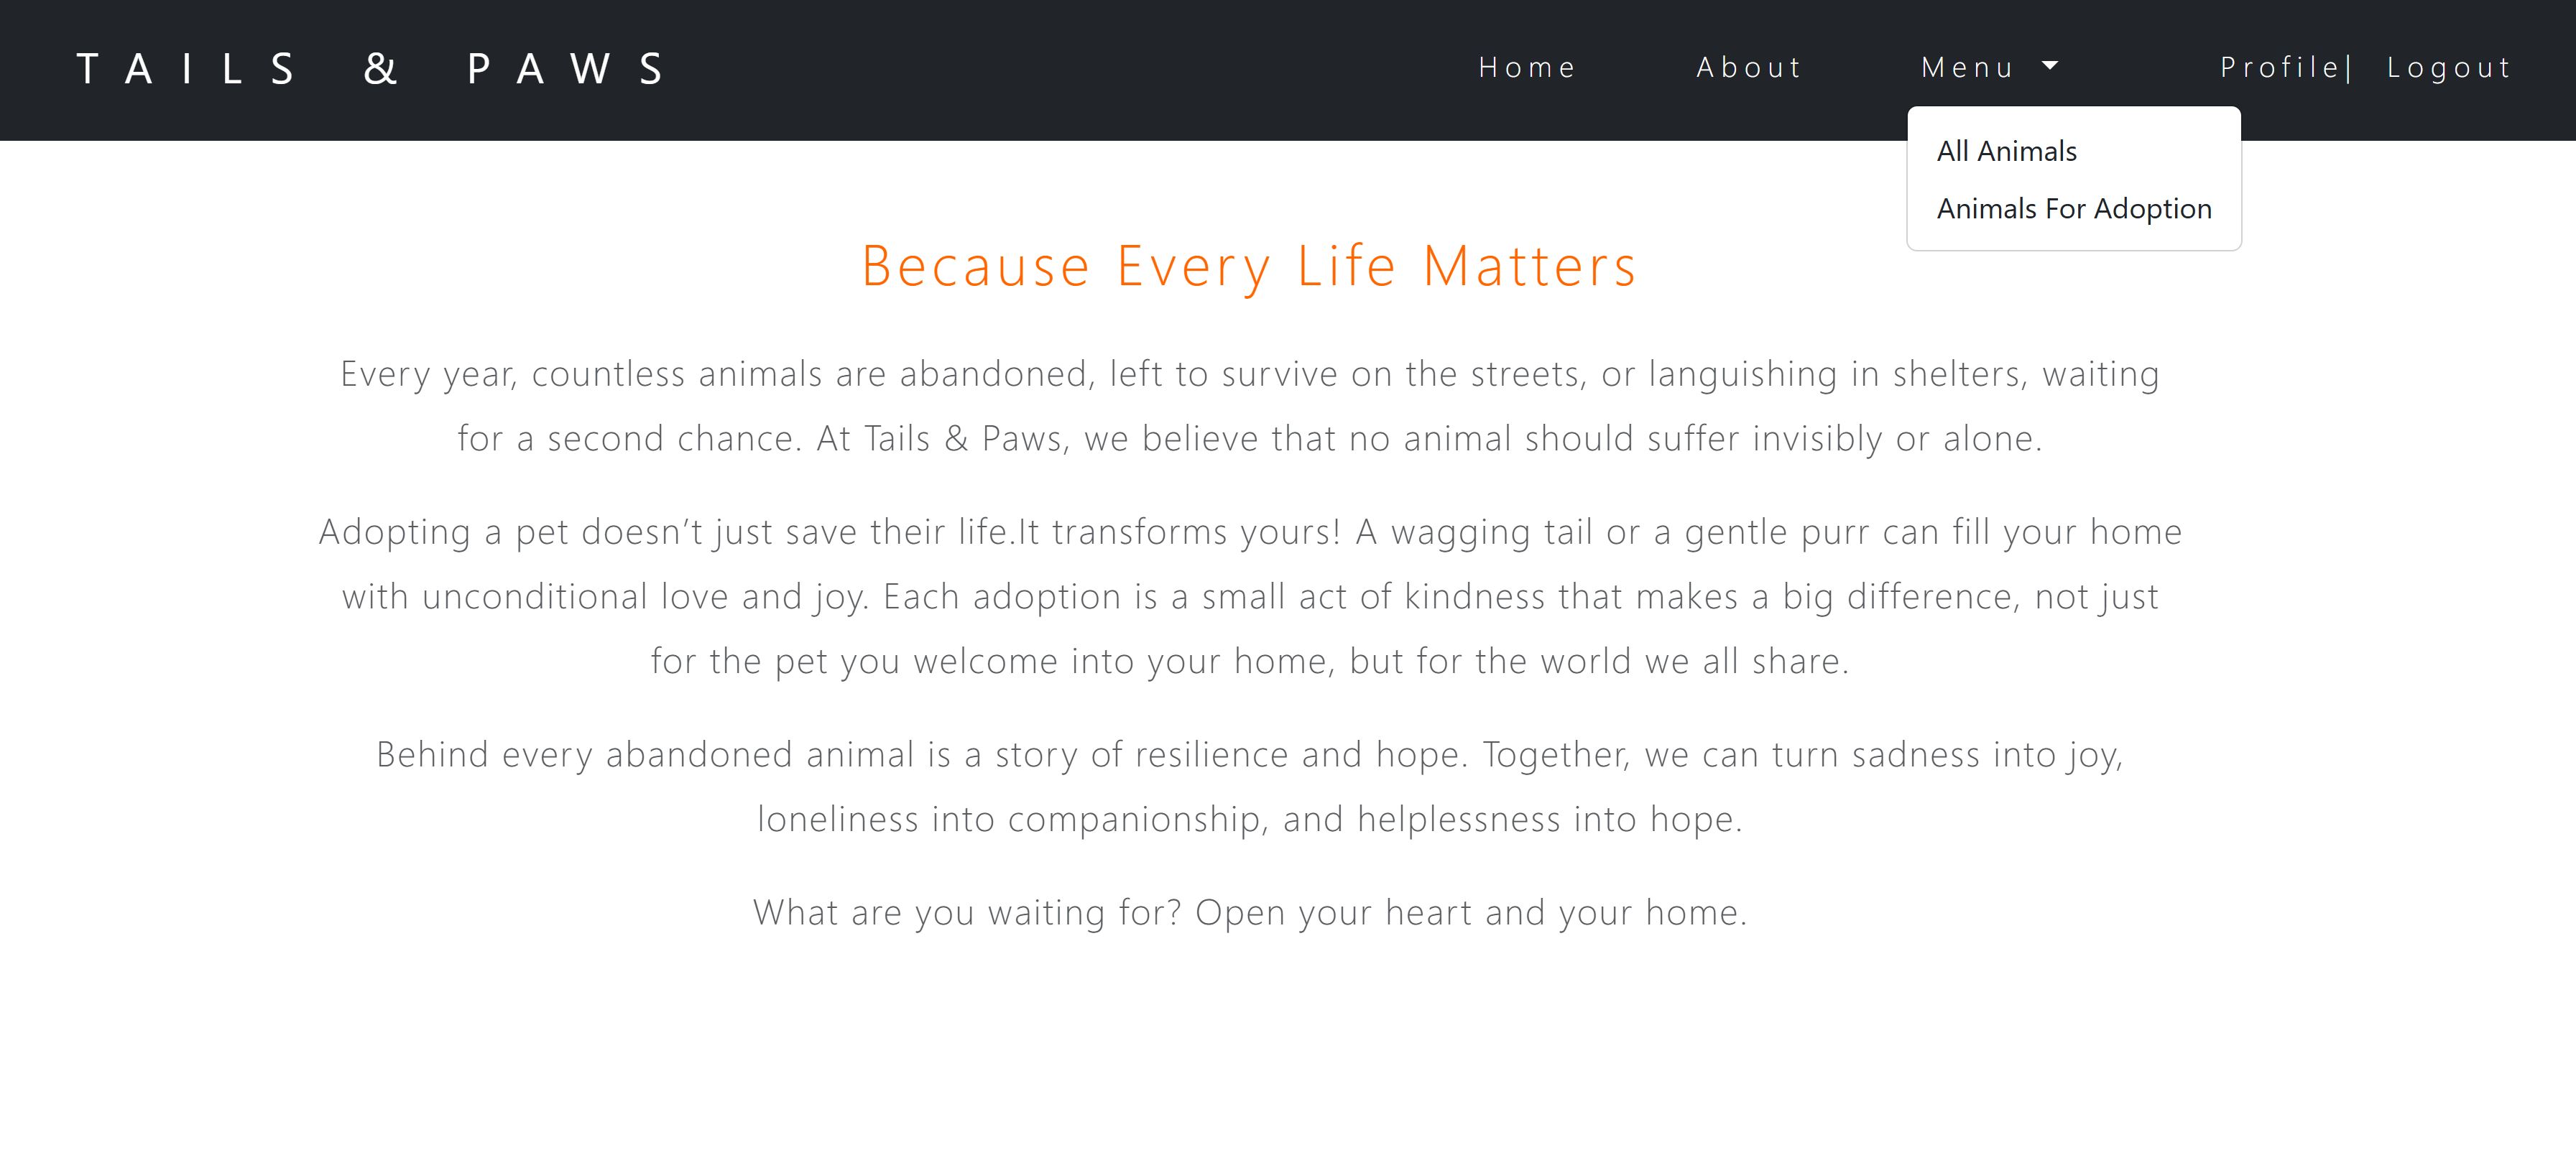 TAILS & PAWS
Home About Menu Profile| Logout
All Animals
Animals For Adoption
Because Every Life Matters
Every year, countless animals are abandoned, left to survive on the streets, or languishing in shelters, waiting
for a second chance. At Tails & Paws, we believe that no animal should suffer invisibly or alone.
Adopting a pet doesn’t just save their life.It transforms yours! A wagging tail or a gentle purr can fill your home
with unconditional love and joy. Each adoption is a small act of kindness that makes a big difference, not just
for the pet you welcome into your home, but for the world we all share.
Behind every abandoned animal is a story of resilience and hope. Together, we can turn sadness into joy,
loneliness into companionship, and helplessness into hope.
What are you waiting for? Open your heart and your home.